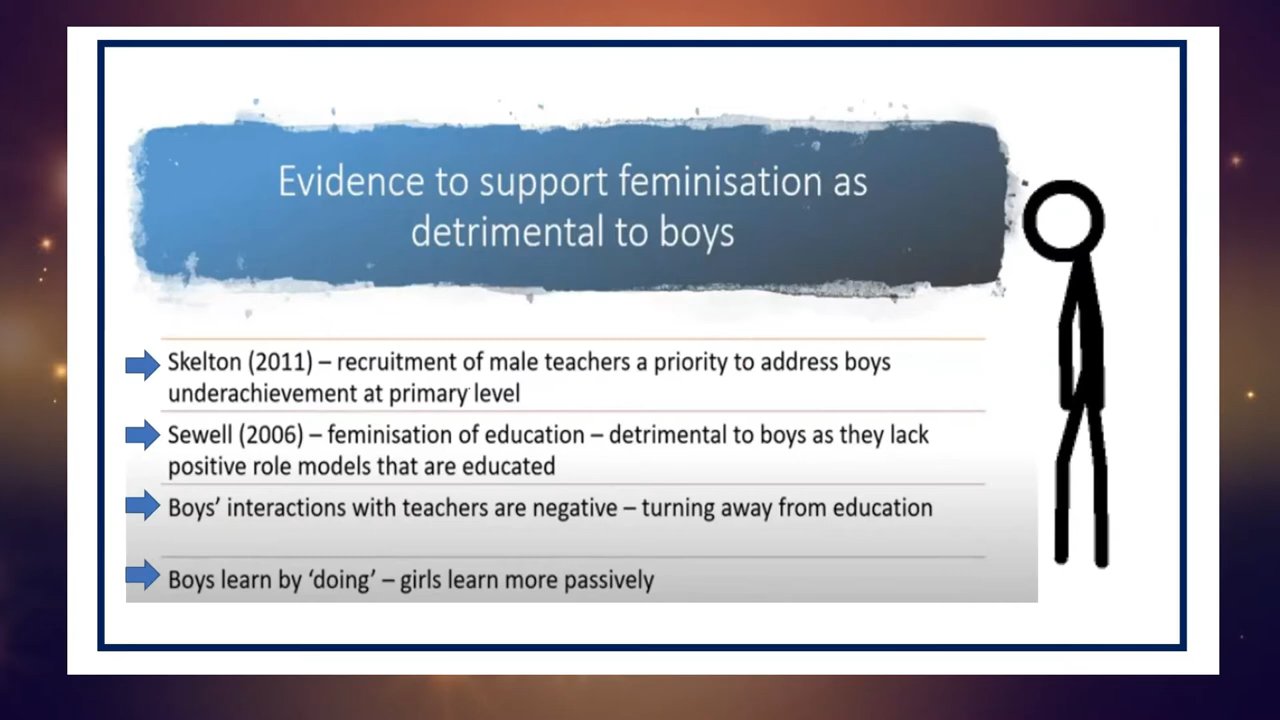 Evidence to support feminisation as
detrimental to boys
Skelton (2011) – recruitment of male teachers a priority to address boys
underachievement at primary level
Sewell (2006) – feminisation of education – detrimental to boys as they lack
positive role models that are educated
Boys’ interactions with teachers are negative – turning away from education
Boys learn by ‘doing’ – girls learn more passively